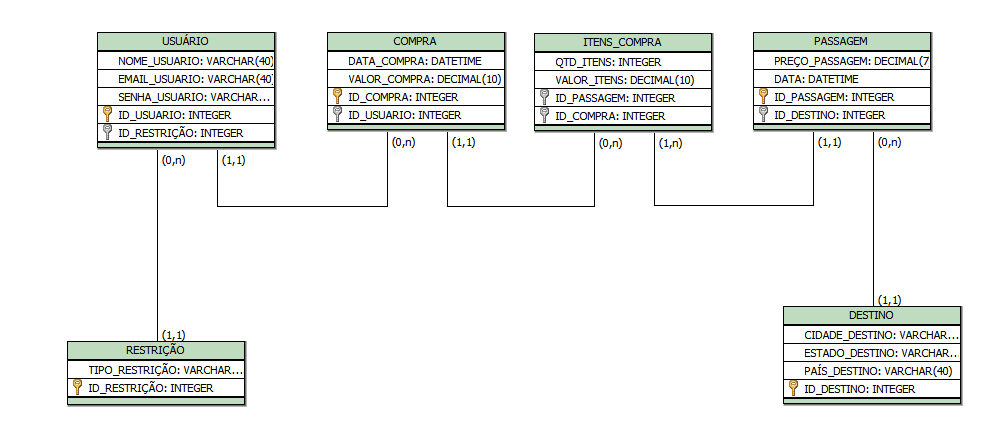 USUÁRIO
NOME_USUARIO: VARCHAR(40)
EMAIL_USUARIO: VARCHAR(40)
SENHA_USUARIO: VARCHAR...
ID_USUARIO: INTEGER
ID_RESTRIÇÃO: INTEGER
(0,n)
(1,1)
COMPRA
DATA_COMPRA: DATETIME
VALOR_COMPRA: DECIMAL(10)
ID_COMPRA: INTEGER
ID_USUARIO: INTEGER
(0,n)
(1,1)
ITENS_COMPRA
QTD_ITENS: INTEGER
VALOR_ITENS: DECIMAL(10)
ID_PASSAGEM: INTEGER
ID_COMPRA: INTEGER
(0,n)
(1,n)
PASSAGEM
PREÇO_PASSAGEM: DECIMAL(7
DATA: DATETIME
ID_PASSAGEM: INTEGER
ID_DESTINO: INTEGER
(1,1)
(0,n)
(1,1)
RESTRIÇÃO
TIPO_RESTRIÇÃO: VARCHAR...
ID_RESTRIÇÃO: INTEGER
(1,1)
DESTINO
CIDADE_DESTINO: VARCHAR...
ESTADO_DESTINO: VARCHAR...
PAÍS_DESTINO: VARCHAR(40)
ID_DESTINO: INTEGER